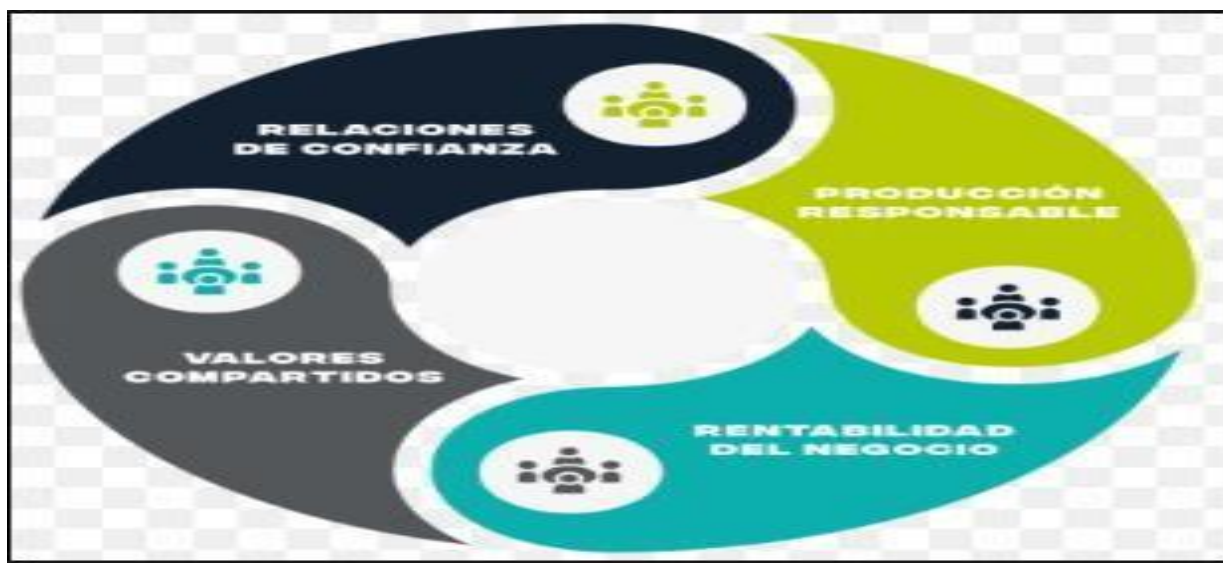 RELACIONES
DE CONFIANZA
PRODUCCIÓN
RESPONSABLE
VALORES
COMPARTIDOS
RENTABILIDAD
DEL NEGOCIO